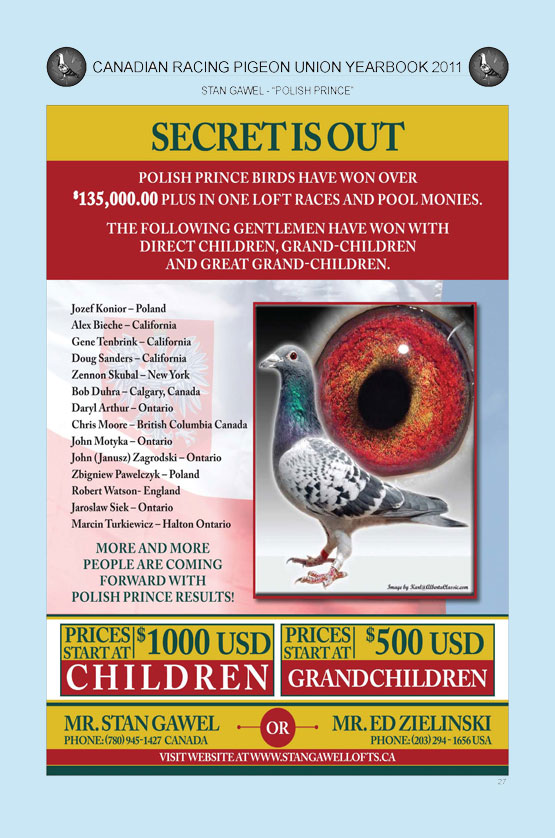 CANADIAN RACING PIGEON UNION YEARBOOK 2011
STAN GAWEL - "POLISH PRINCE"
SECRET IS OUT
POLISH PRINCE BIRDS HAVE WON OVER
$135,000.00 PLUS IN ONE LOFT RACES AND POOL MONIES.
THE FOLLOWING GENTLEMEN HAVE WON WITH
DIRECT CHILDREN, GRAND-CHILDREN
AND GREAT GRAND-CHILDREN.
Jozef Konior – Poland
Alex Bieche – California
Gene Tenbrink – California
Doug Sanders – California
Zennon Skubal – New York
Bob Duhra – Calgary, Canada
Daryl Arthur – Ontario
Chris Moore – British Columbia Canada
John Motyka – Ontario
John (Janusz) Zagrodski – Ontario
Zbigniew Pawelczyk – Poland
Robert Watson- England
Jaroslaw Siek – Ontario
Marcin Turkiewicz – Halton Ontario
MORE AND MORE
PEOPLE ARE COMING
FORWARD WITH
POLISH PRINCE RESULTS!
Image by Karl@AlbertaClassic.com
PRICES START AT $1000 USD
CHILDREN
PRICES START AT $500 USD
GRANDCHILDREN
MR. STAN GAWEL
PHONE: (780) 945-1427 CANADA
OR
MR. ED ZIELINSKI
PHONE: (203) 294 - 1656 USA
VISIT WEBSITE AT WWW.STANGAWELLOFTS.CA
27